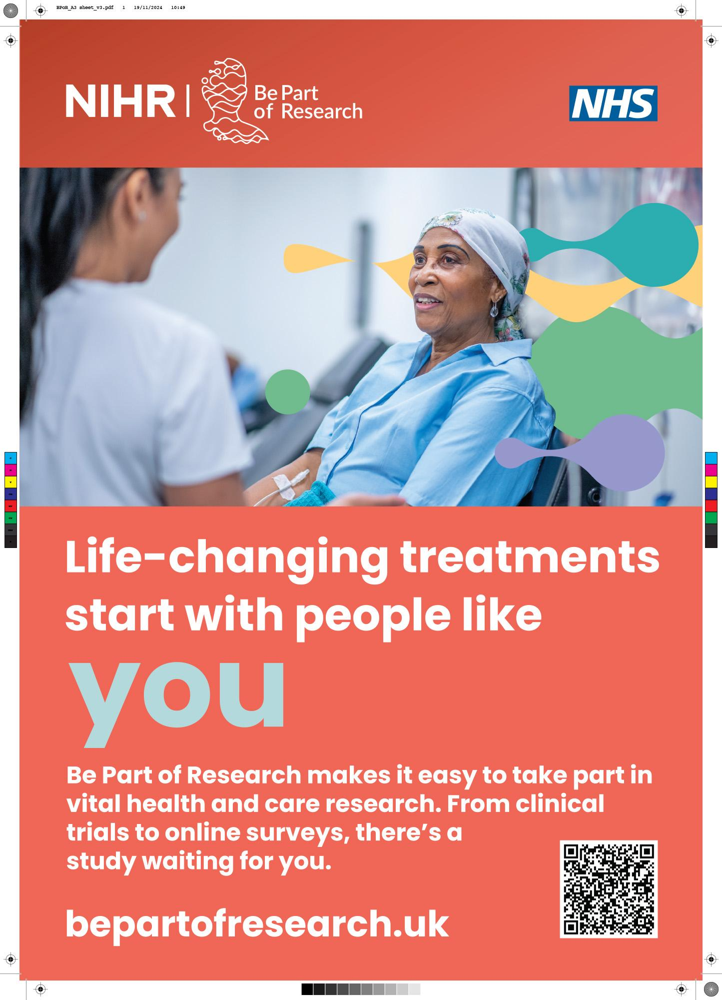 BPoR_A3 sheet_v3.pdf 1 19/11/2024 10:49
NIHR
Be Part
of Research
NHS
Life-changing treatments
start with people like
you
Be Part of Research makes it easy to take part in
vital health and care research. From clinical
trials to online surveys, there’s a
study waiting for you.
bepartofresearch.uk